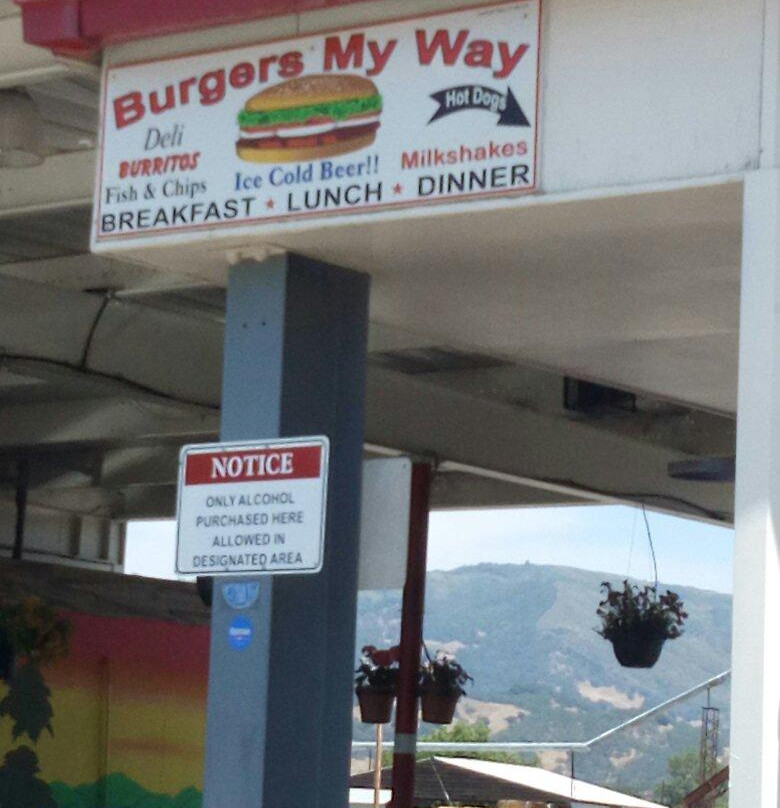 Burgers My Way
Hot Dogs
Deli
BURRITOS
Fish & Chips
Ice Cold Beer!!
Milkshakes
BREAKFAST ★ LUNCH ★ DINNER
NOTICE
ONLY ALCOHOL
PURCHASED HERE
ALLOWED IN
DESIGNATED AREA